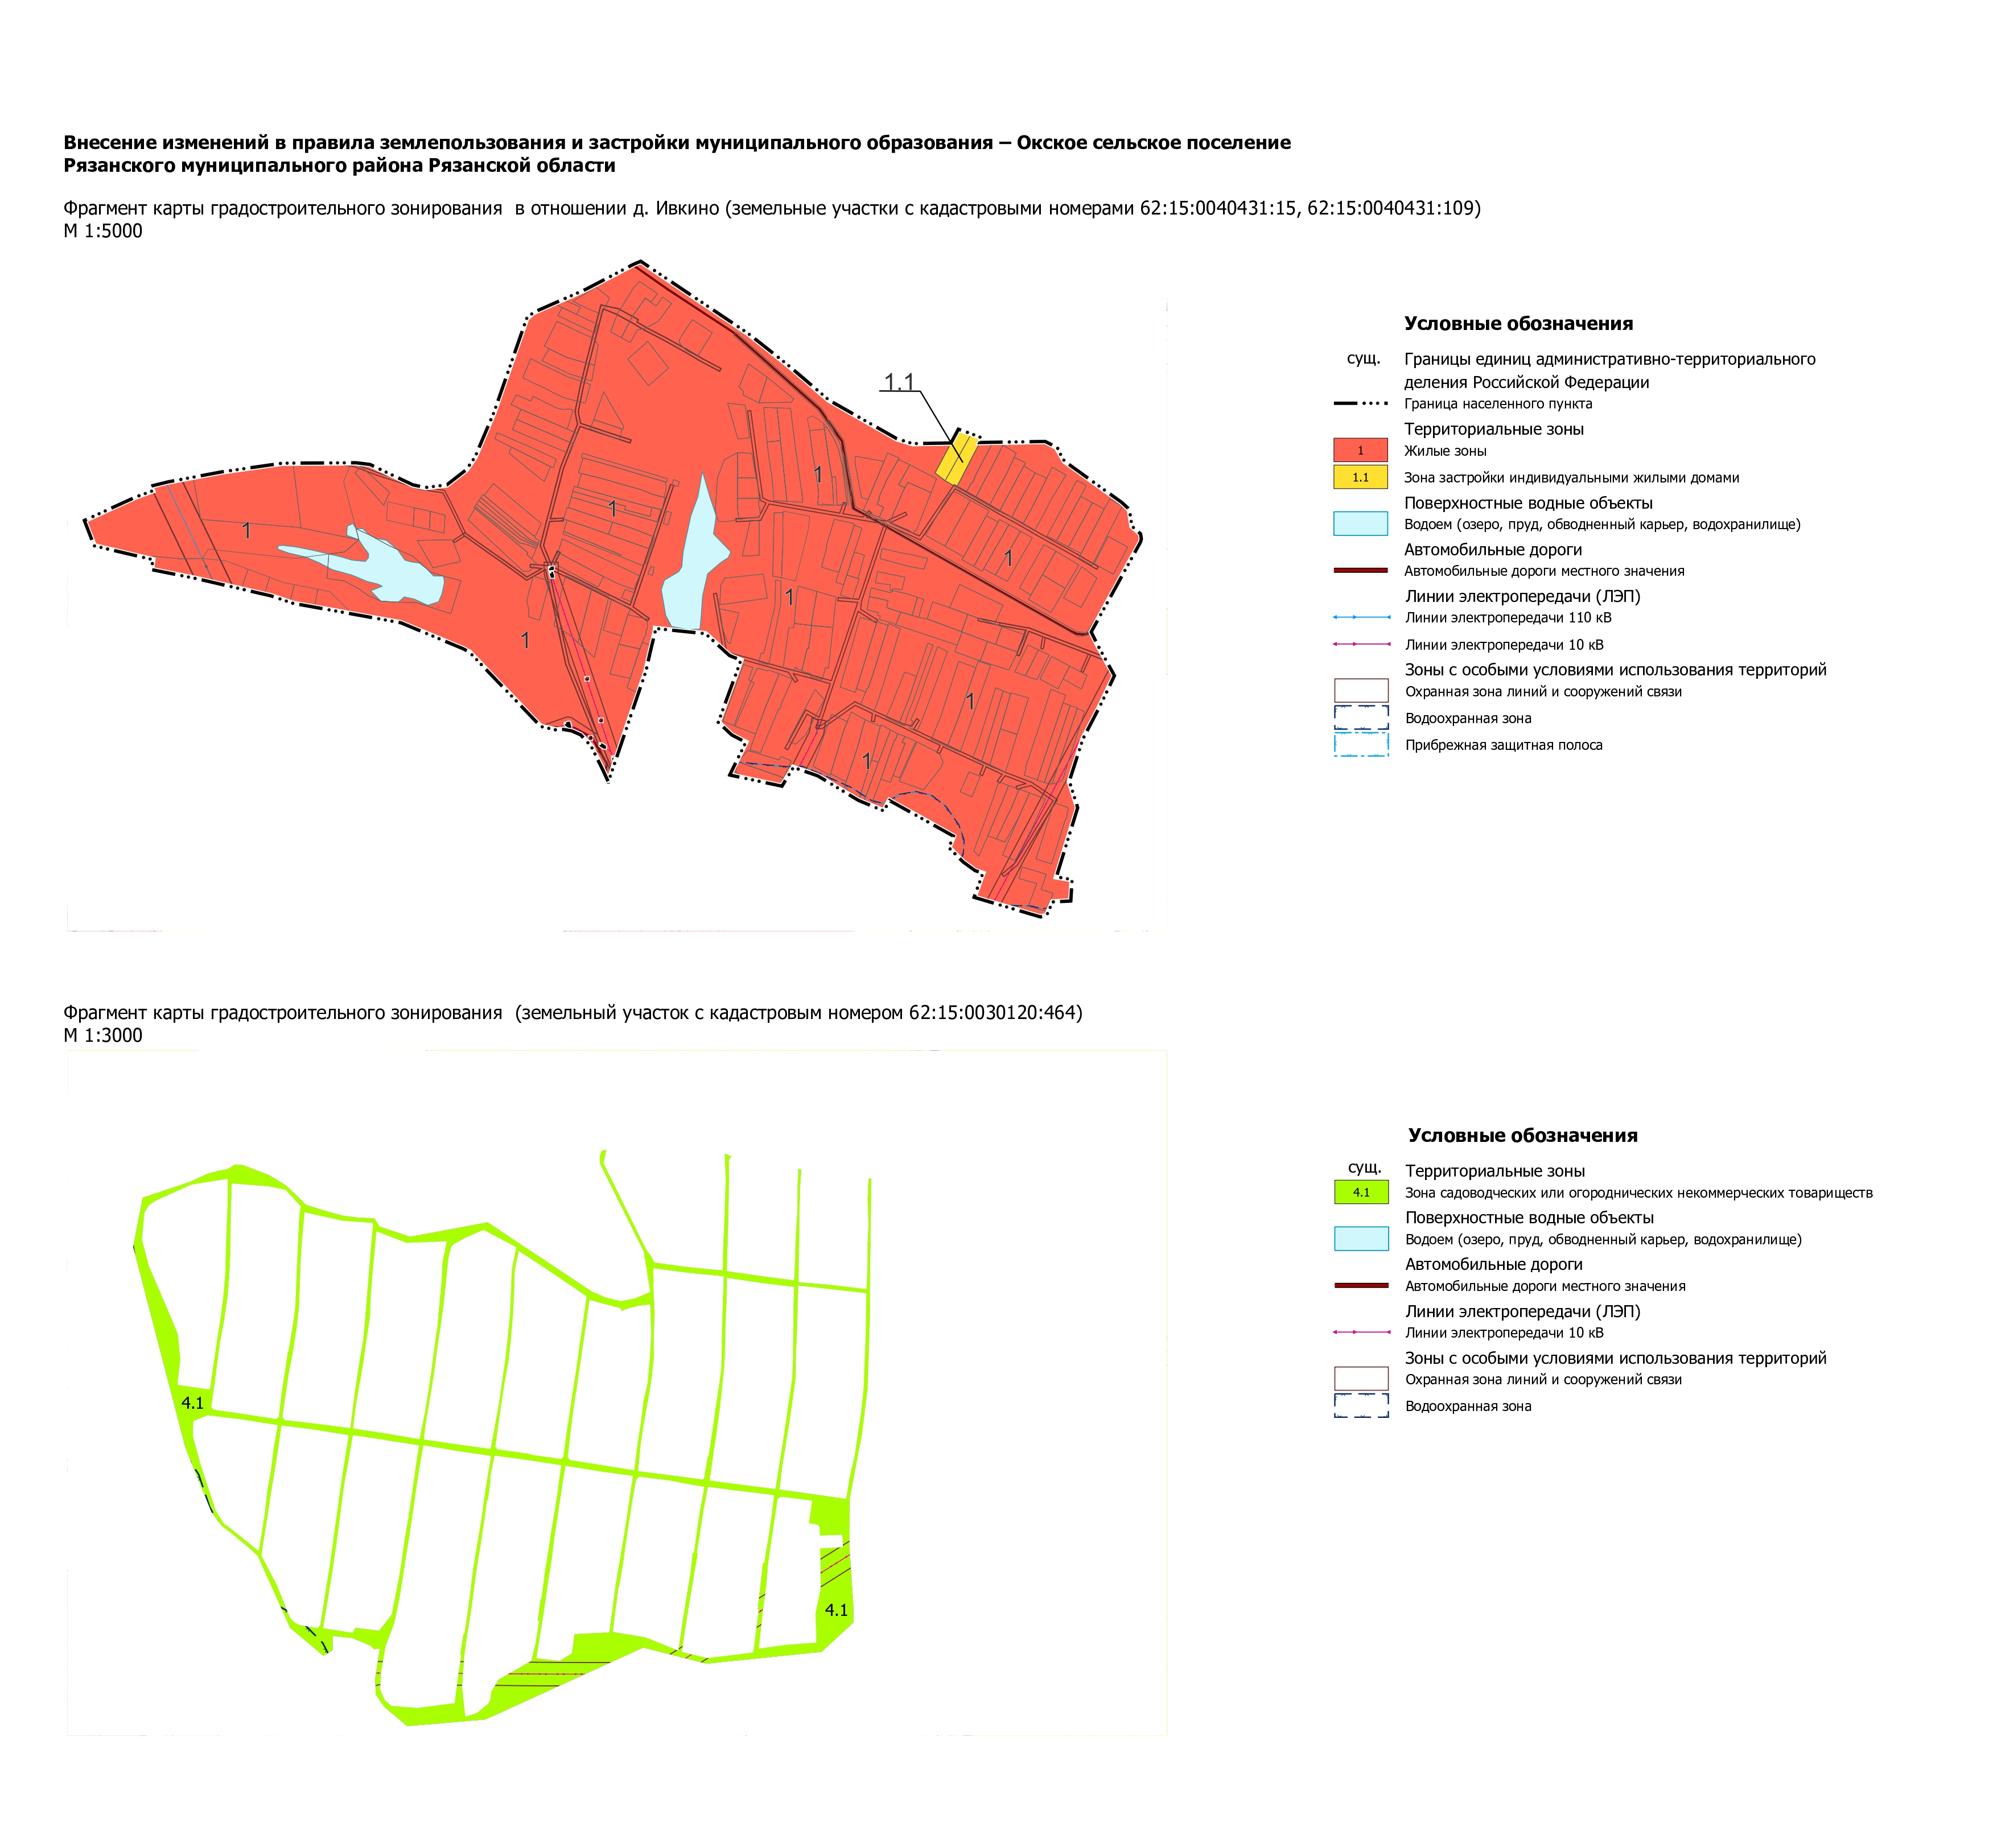 Внесение изменений в правила землепользования и застройки муниципального образования – Окское сельское поселение
Рязанского муниципального района Рязанской области
Фрагмент карты градостроительного зонирования в отношении д. Ивкино (земельные участки с кадастровыми номерами 62:15:0040431:15, 62:15:0040431:109)
М 1:5000
1.1
1
1
1
1
1
1
1
1
Условные обозначения
сущ.
Границы единиц административно-территориального
деления Российской Федерации
Граница населенного пункта
Территориальные зоны
1
Жилые зоны
1.1
Зона застройки индивидуальными жилыми домами
Поверхностные водные объекты
Водоем (озеро, пруд, обводненный карьер, водохранилище)
Автомобильные дороги
Автомобильные дороги местного значения
Линии электропередачи (ЛЭП)
Линии электропередачи 110 кВ
Линии электропередачи 10 кВ
Зоны с особыми условиями использования территорий
Охранная зона линий и сооружений связи
Водоохранная зона
Прибрежная защитная полоса
Фрагмент карты градостроительного зонирования (земельный участок с кадастровым номером 62:15:0030120:464)
М 1:3000
4.1
4.1
Условные обозначения
сущ.
Территориальные зоны
4.1
Зона садоводческих или огороднических некоммерческих товариществ
Поверхностные водные объекты
Водоем (озеро, пруд, обводненный карьер, водохранилище)
Автомобильные дороги
Автомобильные дороги местного значения
Линии электропередачи (ЛЭП)
Линии электропередачи 10 кВ
Зоны с особыми условиями использования территорий
Охранная зона линий и сооружений связи
Водоохранная зона